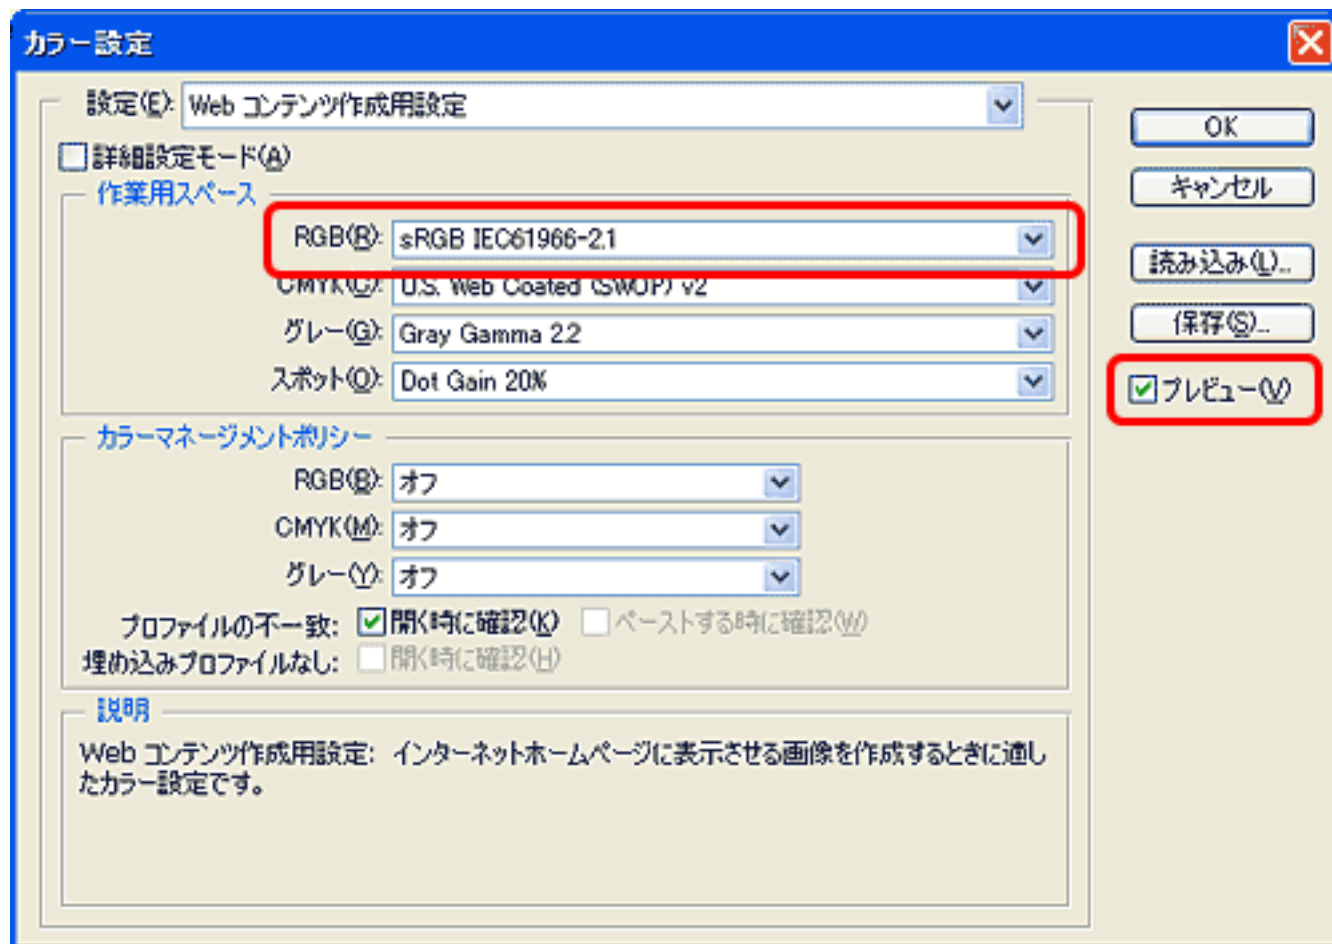 カラー設定
設定(E): Web コンテンツ作成用設定
OK
詳細設定モード(A)
キャンセル
作業用スペース
RGB(R): sRGB IEC61966-2.1
読み込み(L)...
CMYK(C): U.S. Web Coated (SWOP) v2
保存(S)...
グレー(G): Gray Gamma 2.2
スポット(O): Dot Gain 20%
プレビュー(V)
カラーマネージメントポリシー
RGB(B): オフ
CMYK(M): オフ
グレー(Y): オフ
プロファイルの不一致: 開く時に確認(K) ペーストする時に確認(W)
埋め込みプロファイルなし: 開く時に確認(H)
説明
Web コンテンツ作成用設定: インターネットホームページに表示させる画像を作成するときに適し
たカラー設定です。